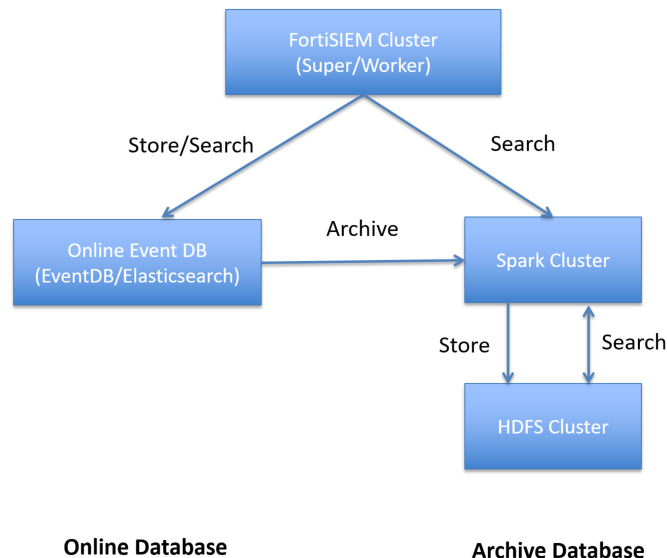 FortiSIEM Cluster
(Super/Worker)
Store/Search
Search
Archive
Online Event DB
(EventDB/Elasticsearch)
Spark Cluster
Store
Search
HDFS Cluster
Online Database
Archive Database